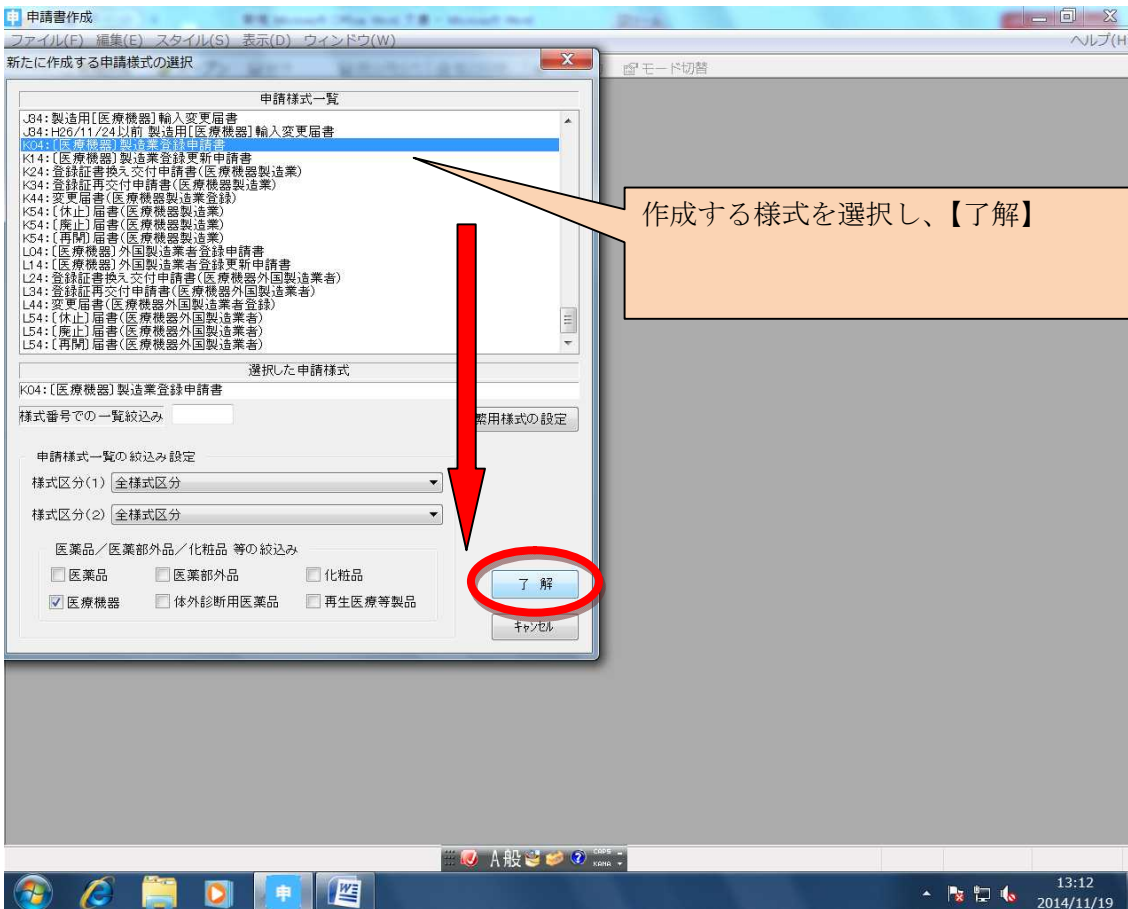 申請書作成
ファイル(F) 編集(E) スタイル(S) 表示(D) ウィンドウ(W)
ヘルプ(H
新たに作成する申請様式の選択
モード切替
申請様式一覧
J34:製造用[医療機器]輸入変更届書
J34:H26/11/24以前 製造用[医療機器]輸入変更届書
K04:〔医療機器〕製造業登録申請書
K14:〔医療機器〕製造業登録更新申請書
K24:登録証書換え交付申請書(医療機器製造業)
K34:登録証再交付申請書(医療機器製造業)
K44:変更届書(医療機器製造業登録)
K54:〔休止〕届書(医療機器製造業)
K54:〔廃止〕届書(医療機器製造業)
K54:〔再開〕届書(医療機器製造業)
L04:〔医療機器〕外国製造業者登録申請書
L14:〔医療機器〕外国製造業者登録更新申請書
L24:登録証書換え交付申請書(医療機器外国製造業者)
L34:登録証再交付申請書(医療機器外国製造業者)
L44:変更届書(医療機器外国製造業者登録)
L54:〔休止〕届書(医療機器外国製造業者)
L54:〔廃止〕届書(医療機器外国製造業者)
L54:〔再開〕届書(医療機器外国製造業者)
作成する様式を選択し、【了解】
選択した申請様式
K04:〔医療機器〕製造業登録申請書
様式番号での一覧絞込み
繁用様式の設定
申請様式一覧の絞込み設定
様式区分(1) 全様式区分
様式区分(2) 全様式区分
医薬品/医薬部外品/化粧品 等の絞込み
医薬品 医薬部外品 化粧品
医療機器 体外診断用医薬品 再生医療等製品
了 解
キャンセル
A般
CAPS
KANA
申
13:12
2014/11/19